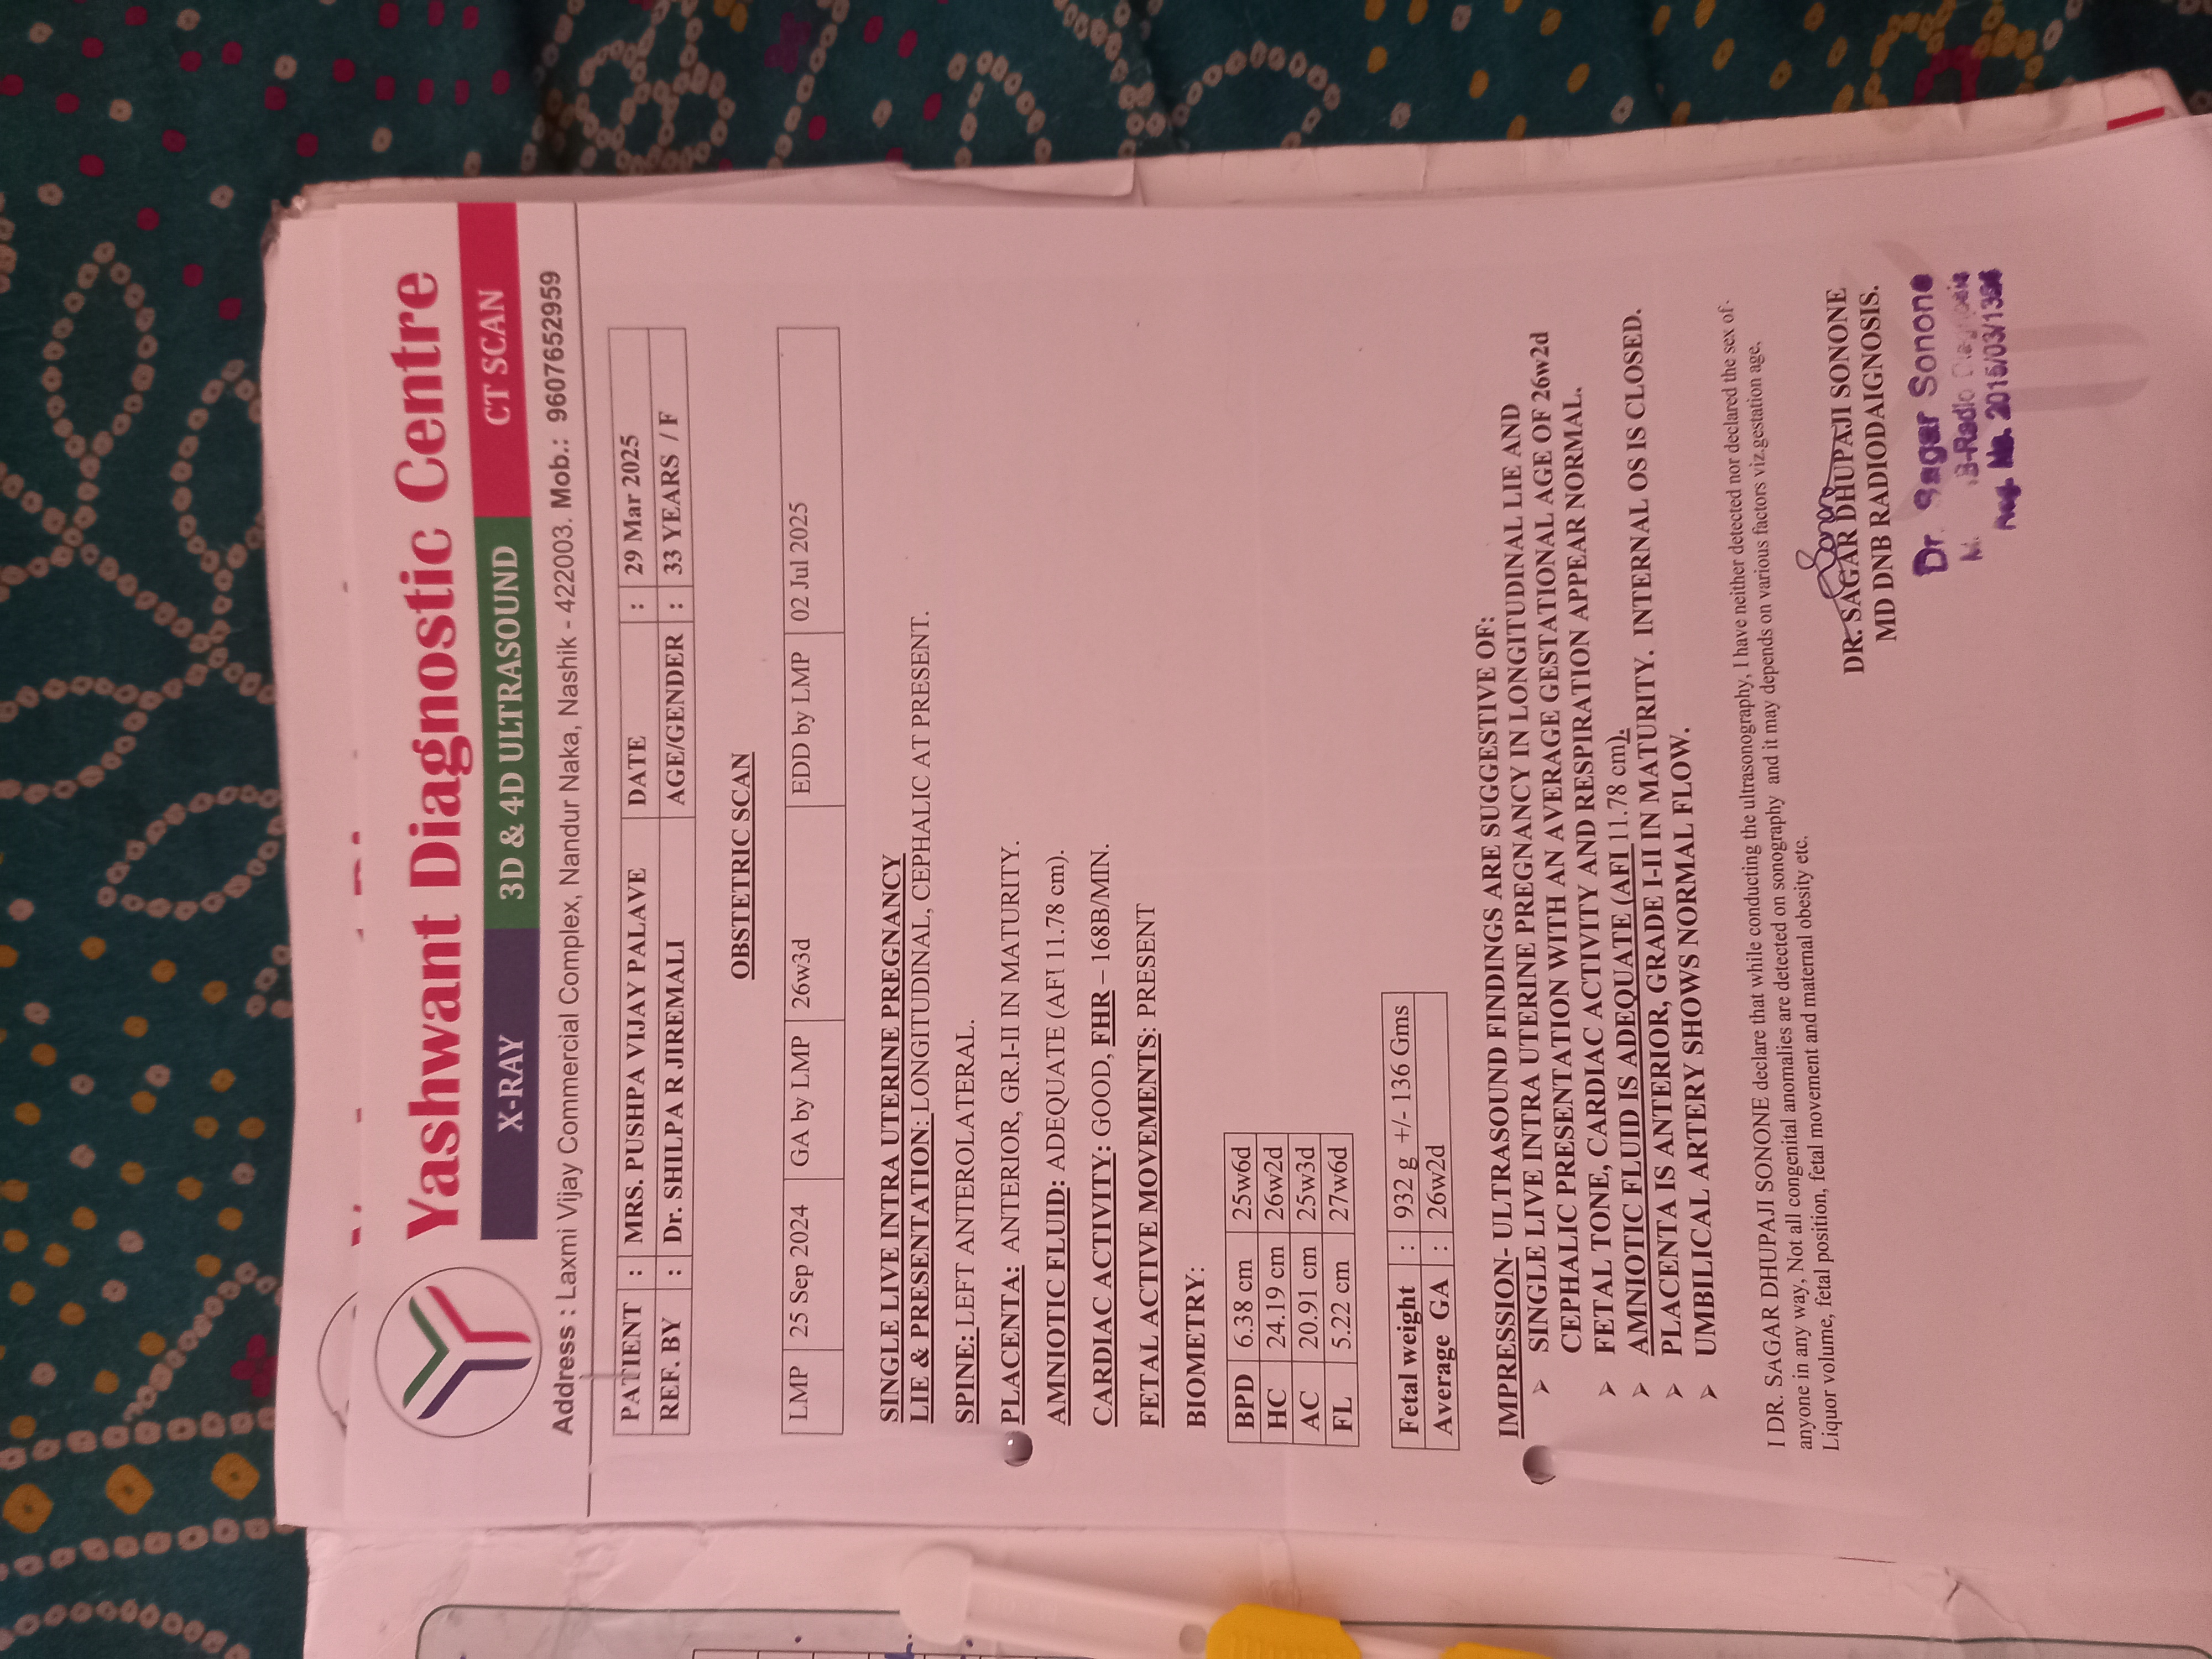 Yashwant Diagnostic Centre
X-RAY 3D & 4D ULTRASOUND CT SCAN
Address : Laxmi Vijay Commercial Complex, Nandur Naka, Nashik - 422003. Mob.: 9607652959
PATIENT : MRS. PUSHPA VIJAY PALAVE DATE : 29 Mar 2025
REF. BY : Dr. SHILPA R JIREMALI AGE/GENDER : 33 YEARS / F
OBSTETRIC SCAN
LMP 25 Sep 2024 GA by LMP 26w3d EDD by LMP 02 Jul 2025
SINGLE LIVE INTRA UTERINE PREGNANCY
LIE & PRESENTATION: LONGITUDINAL, CEPHALIC AT PRESENT.
SPINE: LEFT ANTEROLATERAL.
PLACENTA: ANTERIOR, GR.I-II IN MATURITY.
AMNIOTIC FLUID: ADEQUATE (AFI 11.78 cm).
CARDIAC ACTIVITY: GOOD, FHR – 168B/MIN.
FETAL ACTIVE MOVEMENTS: PRESENT
BIOMETRY:
BPD 6.38 cm 25w6d
HC 24.19 cm 26w2d
AC 20.91 cm 25w3d
FL 5.22 cm 27w6d
Fetal weight : 932 g +/- 136 Gms
Average GA : 26w2d
IMPRESSION- ULTRASOUND FINDINGS ARE SUGGESTIVE OF:
➢ SINGLE LIVE INTRA UTERINE PREGNANCY IN LONGITUDINAL LIE AND
CEPHALIC PRESENTATION WITH AN AVERAGE GESTATIONAL AGE OF 26w2d
➢ FETAL TONE, CARDIAC ACTIVITY AND RESPIRATION APPEAR NORMAL.
➢ AMNIOTIC FLUID IS ADEQUATE (AFI 11.78 cm).
➢ PLACENTA IS ANTERIOR, GRADE I-II IN MATURITY. INTERNAL OS IS CLOSED.
➢ UMBILICAL ARTERY SHOWS NORMAL FLOW.
I DR. SAGAR DHUPAJI SONONE declare that while conducting the ultrasonography, I have neither detected nor declared the sex of
anyone in any way, Not all congenital anomalies are detected on sonography and it may depends on various factors viz.gestation age,
Liquor volume, fetal position, fetal movement and maternal obesity etc.
DR. SAGAR DHUPAJI SONONE
MD DNB RADIODAIGNOSIS.
Dr. Sagar Sonone
Reg. No. 2015/03/1354